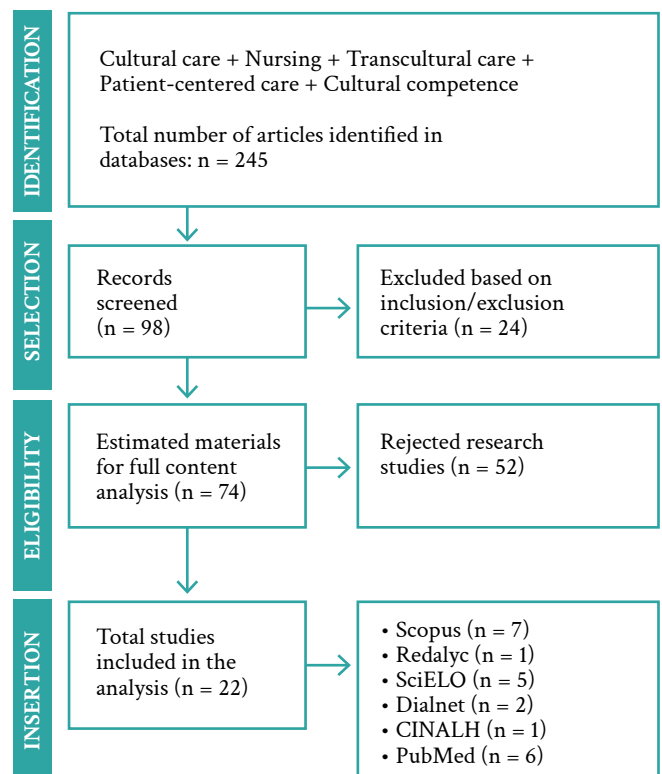 IDENTIFICATION
Cultural care + Nursing + Transcultural care +
Patient-centered care + Cultural competence
Total number of articles identified in
databases: n = 245
SELECTION
Records
screened
(n = 98)
Excluded based on
inclusion/exclusion
criteria (n = 24)
ELIGIBILITY
Estimated materials
for full content
analysis (n = 74)
Rejected research
studies (n = 52)
INSERTION
Total studies
included in the
analysis (n = 22)
• Scopus (n = 7)
• Redalyc (n = 1)
• SciELO (n = 5)
• Dialnet (n = 2)
• CINALH (n = 1)
• PubMed (n = 6)